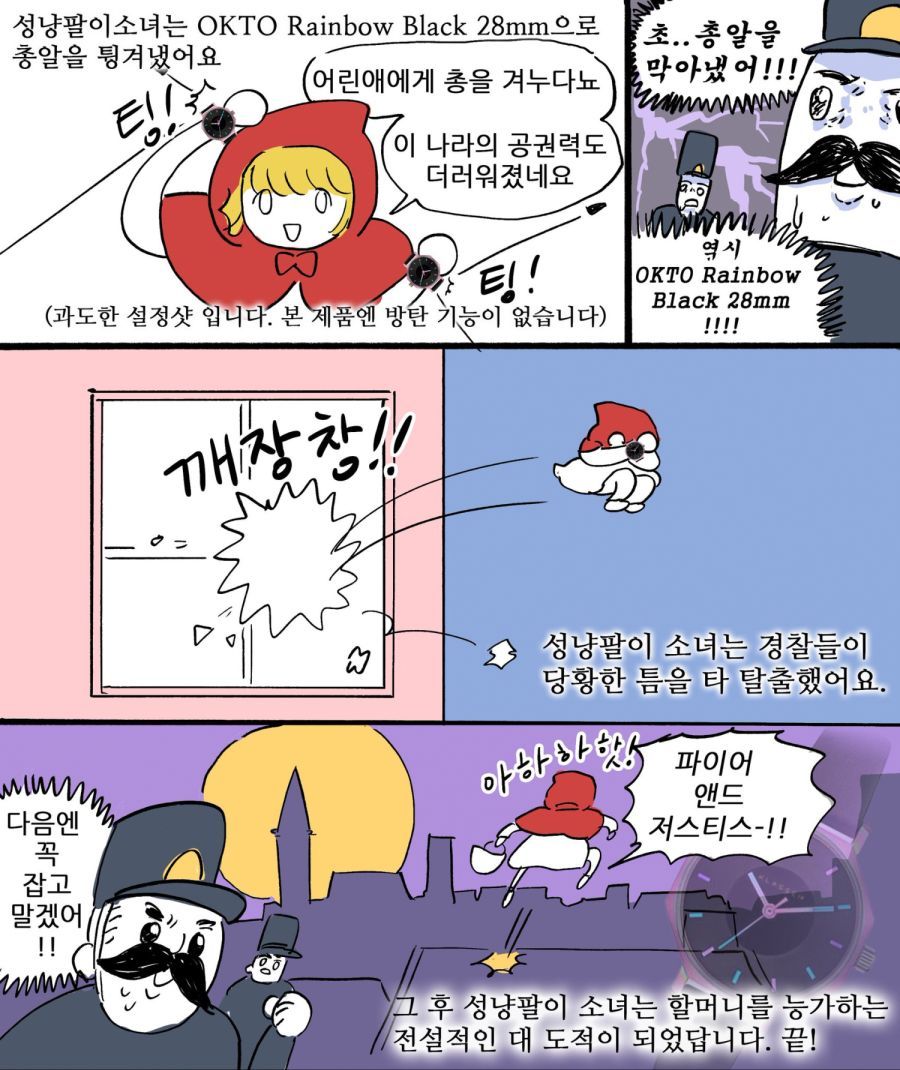 성냥팔이소녀는 OKTO Rainbow Black 28mm으로
총알을 튕겨냈어요
팅!
어린애에게 총을 겨누다뇨
이 나라의 공권력도
더러워졌네요
팅!
(과도한 설정샷 입니다. 본 제품엔 방탄 기능이 없습니다)
초..총알을
막아냈어!!!
역시
OKTO Rainbow
Black 28mm
!!!!
깨장창!!
성냥팔이 소녀는 경찰들이
당황한 틈을 타 탈출했어요.
아하하핫!
파이어
앤드
저스티스-!!
다음엔
꼭
잡고
말겠어
!!
그 후 성냥팔이 소녀는 할머니를 능가하는
전설적인 대 도적이 되었답니다. 끝!